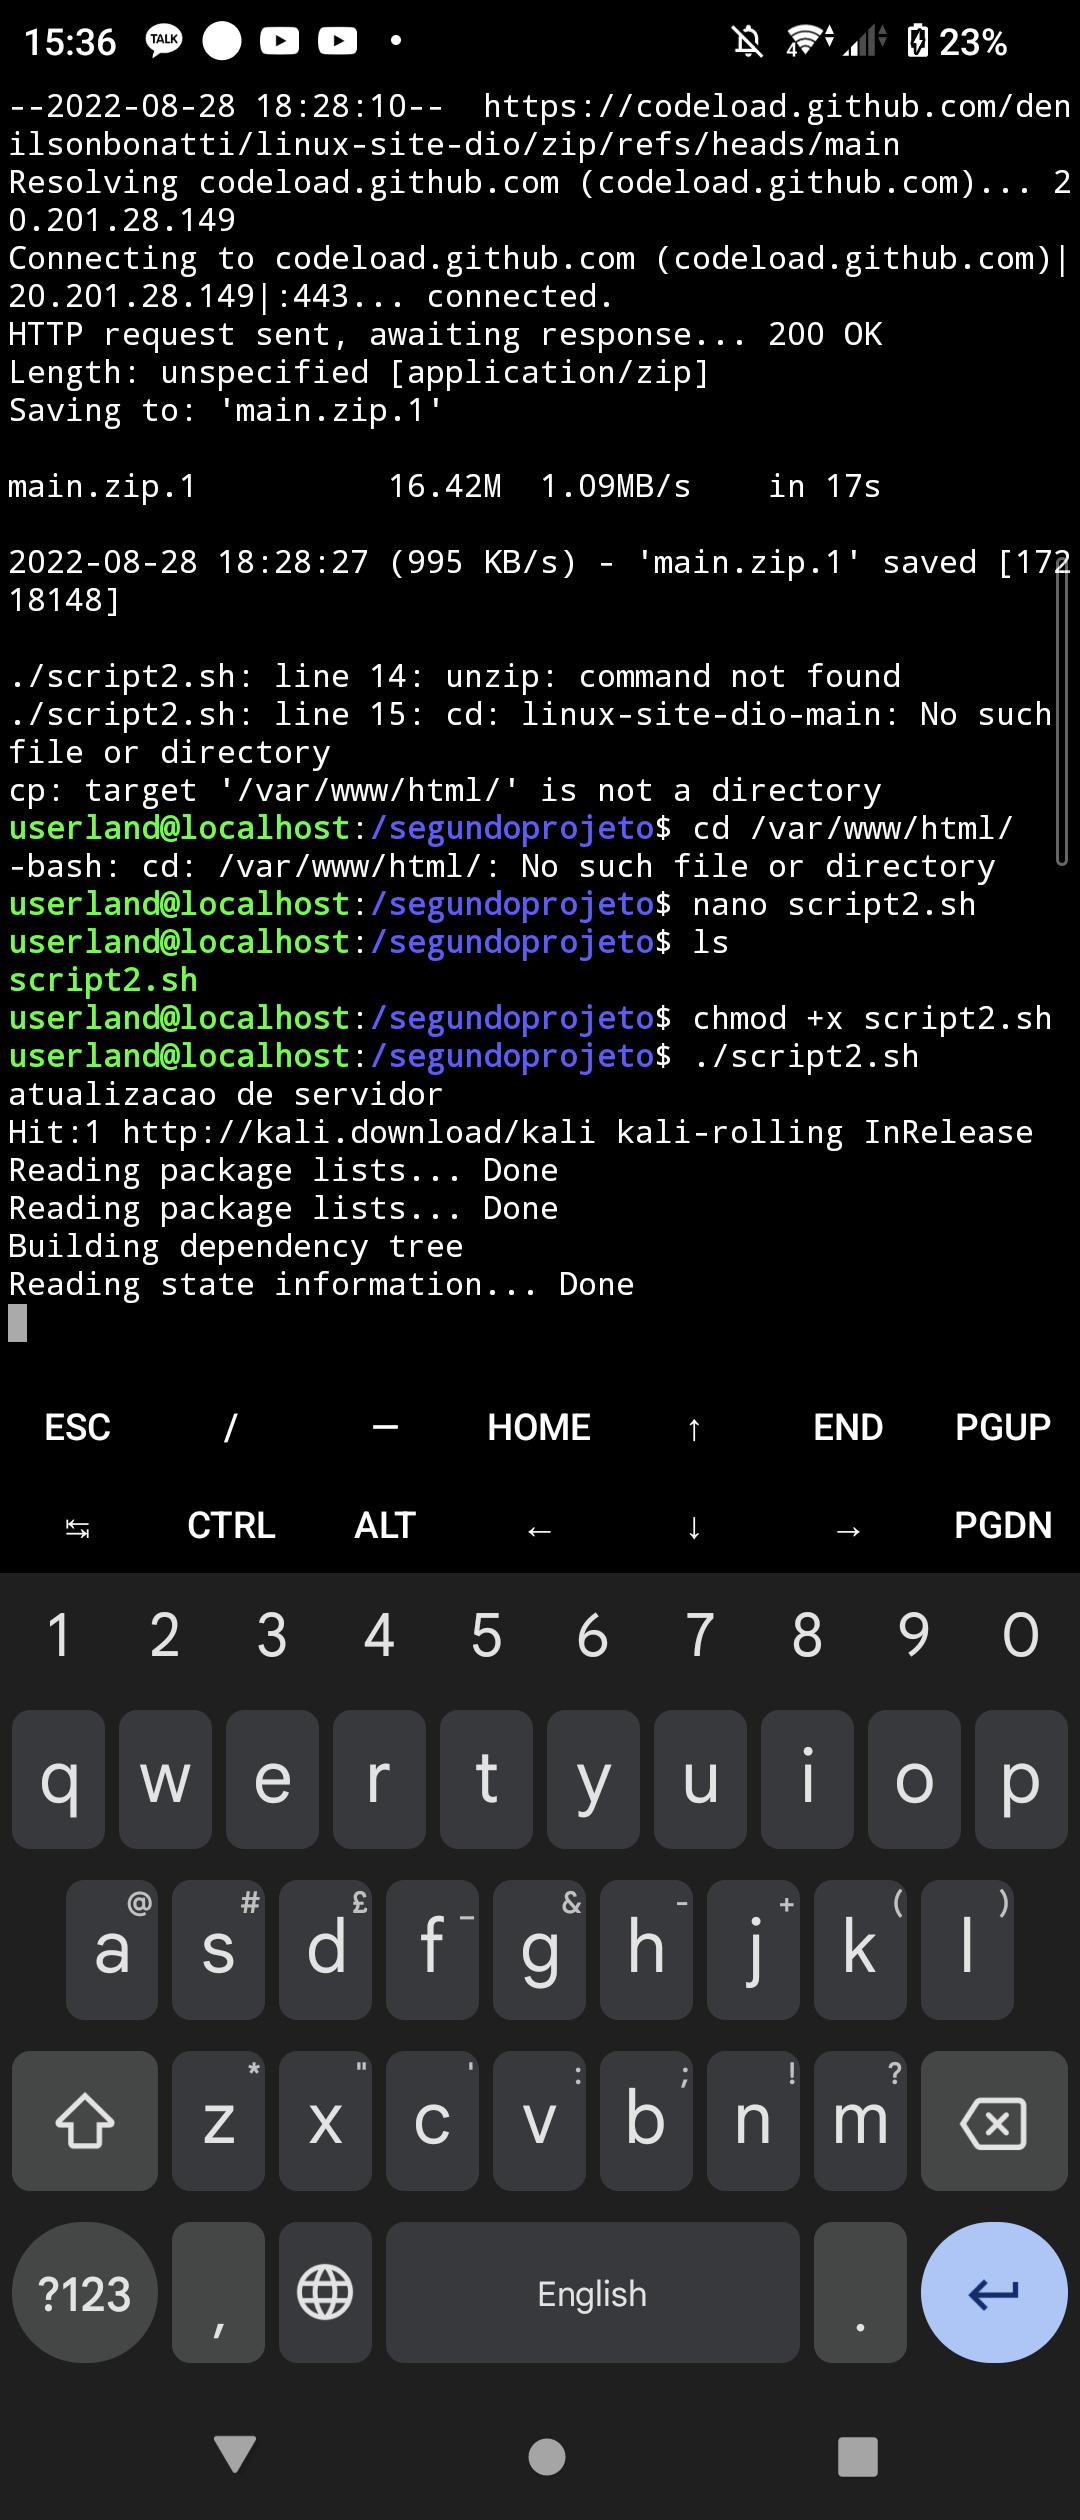 15:36 TALK 4 23%
--2022-08-28 18:28:10--  https://codeload.github.com/den
ilsonbonatti/linux-site-dio/zip/refs/heads/main
Resolving codeload.github.com (codeload.github.com)... 2
0.201.28.149
Connecting to codeload.github.com (codeload.github.com)|
20.201.28.149|:443... connected.
HTTP request sent, awaiting response... 200 OK
Length: unspecified [application/zip]
Saving to: 'main.zip.1'
main.zip.1          16.42M  1.09MB/s    in 17s
2022-08-28 18:28:27 (995 KB/s) - 'main.zip.1' saved [172
18148]
./script2.sh: line 14: unzip: command not found
./script2.sh: line 15: cd: linux-site-dio-main: No such
file or directory
cp: target '/var/www/html/' is not a directory
userland@localhost:/segundoprojeto$ cd /var/www/html/
-bash: cd: /var/www/html/: No such file or directory
userland@localhost:/segundoprojeto$ nano script2.sh
userland@localhost:/segundoprojeto$ ls
script2.sh
userland@localhost:/segundoprojeto$ chmod +x script2.sh
userland@localhost:/segundoprojeto$ ./script2.sh
atualizacao de servidor
Hit:1 http://kali.download/kali kali-rolling InRelease
Reading package lists... Done
Reading package lists... Done
Building dependency tree
Reading state information... Done
ESC / — HOME ↑ END PGUP
↹ CTRL ALT ← ↓ → PGDN
1 2 3 4 5 6 7 8 9 0
q w e r t y u i o p
@ # £ _ & - + ( )
a s d f g h j k l
* " ' : ; ! ?
z x c v b n m
?123 , English .